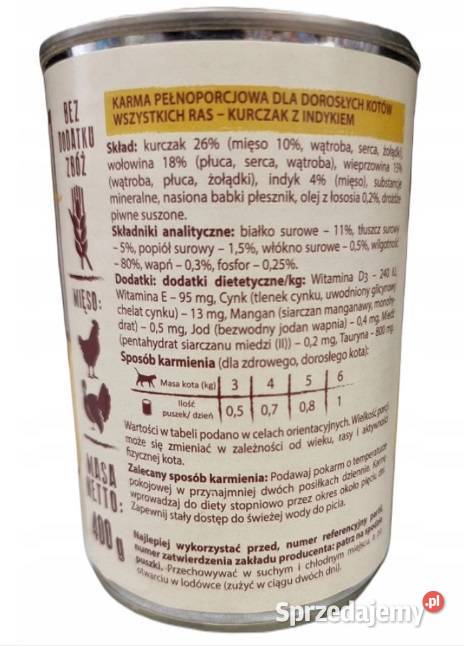 BEZ
DODATKU
ZBÓŻ
MIĘSO:
MASA
NETTO:
400 g
KARMA PEŁNOPORCJOWA DLA DOROSŁYCH KOTÓW
WSZYSTKICH RAS – KURCZAK Z INDYKIEM
Skład: kurczak 26% (mięso 10%, wątroba, serca, żołądki),
wołowina 18% (płuca, serca, wątroba), wieprzowina 15%
(wątroba, płuca, żołądki), indyk 4% (mięso), substancje
mineralne, nasiona babki płesznik, olej z łososia 0,2%, drożdże
piwne suszone.
Składniki analityczne: białko surowe – 11%, tłuszcz surowy
– 5%, popiół surowy – 1,5%, włókno surowe – 0,5%, wilgotność
– 80%, wapń – 0,3%, fosfor – 0,25%.
Dodatki: dodatki dietetyczne/kg: Witamina D3 – 240 IU,
Witamina E – 95 mg, Cynk (tlenek cynku, uwodniony glicynowy
chelat cynku) – 13 mg, Mangan (siarczan manganawy, monohy-
drat) – 0,5 mg, Jod (bezwodny jodan wapnia) – 0,4 mg, Miedź
(pentahydrat siarczanu miedzi (II)) – 0,2 mg, Tauryna – 800 mg.
Sposób karmienia (dla zdrowego, dorosłego kota):
Masa kota (kg) 3 4 5 6
Ilość
puszek/ dzień 0,5 0,7 0,8 1
Wartości w tabeli podano w celach orientacyjnych. Wielkość porcji
może się zmieniać w zależności od wieku, rasy i aktywności
fizycznej kota.
Zalecany sposób karmienia: Podawaj pokarm o temperaturze
pokojowej w przynajmniej dwóch posiłkach dziennie. Karmę
wprowadzaj do diety stopniowo przez okres około pięciu dni.
Zapewnij stały dostęp do świeżej wody do picia.
Najlepiej wykorzystać przed, numer referencyjny partii,
numer zatwierdzenia zakładu producenta: patrz na spodzie
puszki. Przechowywać w suchym i chłodnym miejscu, a po
otwarciu w lodówce (zużyć w ciągu dwóch dni).
Sprzedajemy.pl